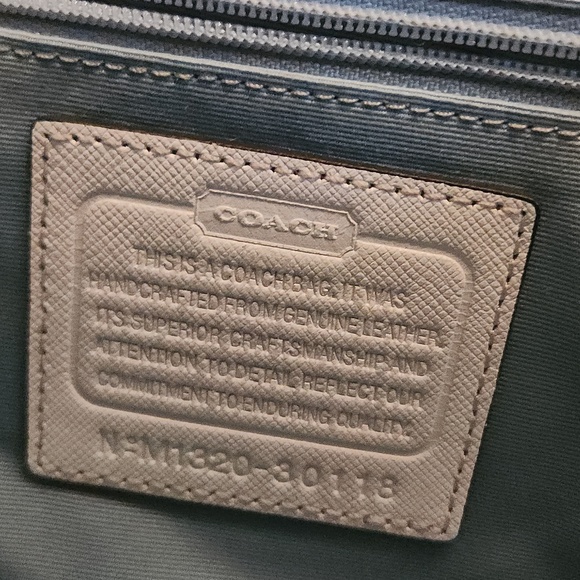 COACH
THIS IS A COACH BAG. IT WAS
HANDCRAFTED FROM GENUINE LEATHER.
ITS SUPERIOR CRAFTSMANSHIP AND
ATTENTION TO DETAIL REFLECT OUR
COMMITMENT TO ENDURING QUALITY.
Nº M1320-30118